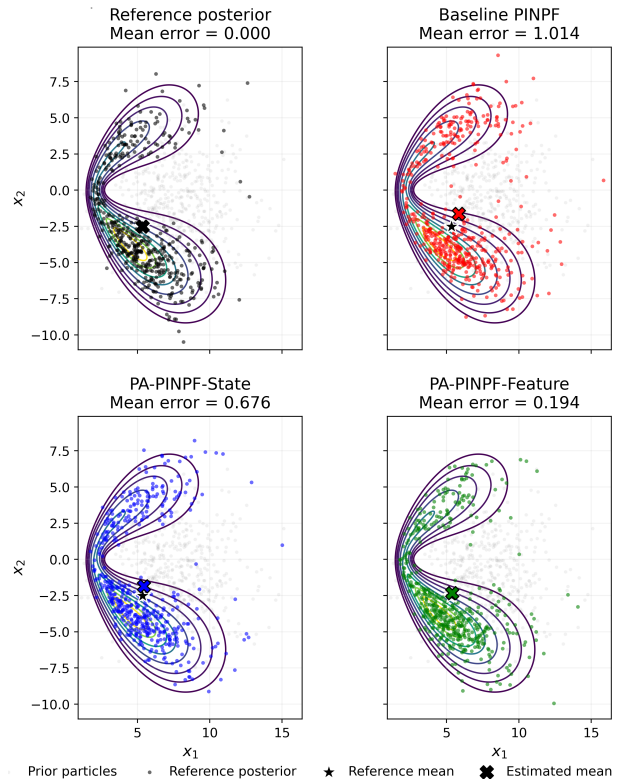 Reference posterior
Mean error = 0.000
Baseline PINPF
Mean error = 1.014
7.5
5.0
2.5
0.0
−2.5
−5.0
−7.5
−10.0
x₂
PA-PINPF-State
Mean error = 0.676
PA-PINPF-Feature
Mean error = 0.194
7.5
5.0
2.5
0.0
−2.5
−5.0
−7.5
−10.0
x₂
5 10 15
5 10 15
x₁
x₁
Prior particles Reference posterior Reference mean Estimated mean